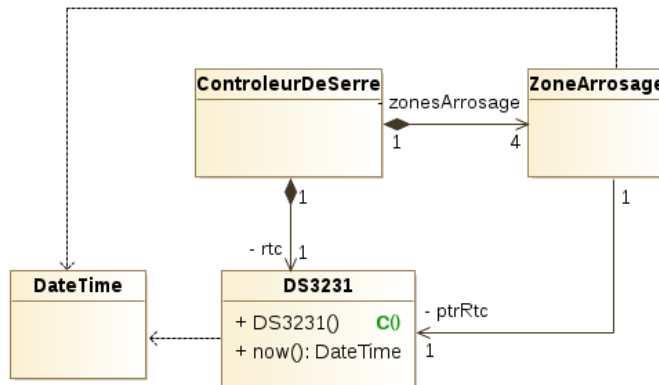 ControleurDeSerre
ZoneArrosage
- zonesArrosage
1
4
1
1
- rtc
1
DateTime
DS3231
+ DS3231() C()
+ now(): DateTime
- ptrRtc
1